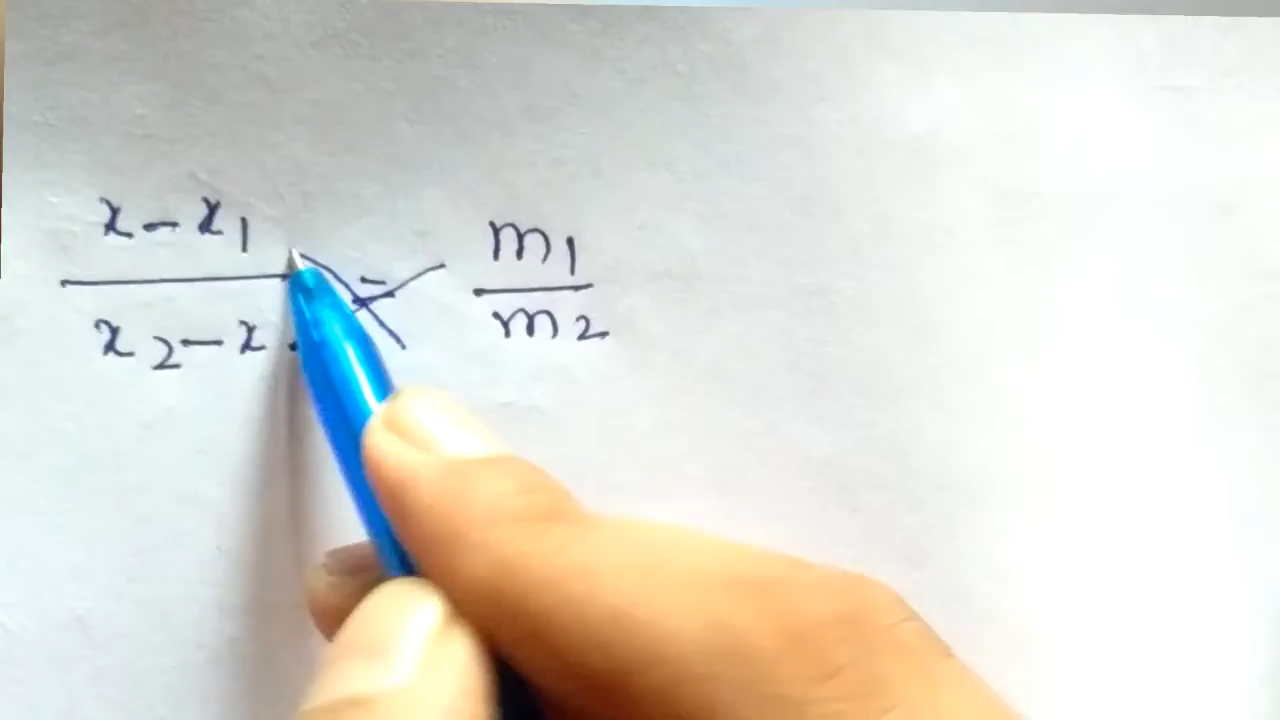 x - x₁ / x₂ - x = m₁ / m₂